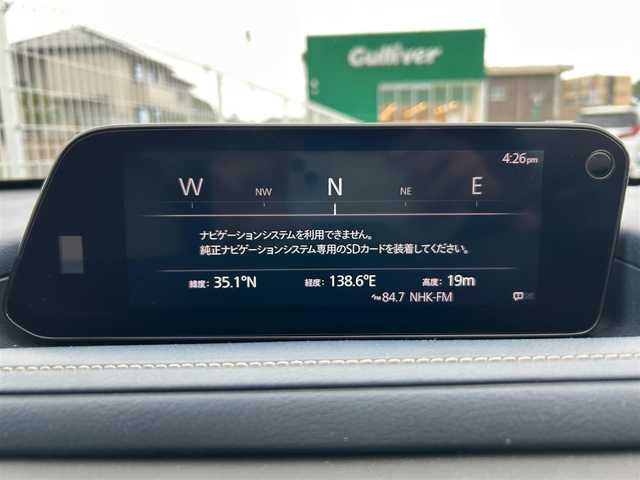 Gulliver
4:26pm
W NW N NE E
ナビゲーションシステムを利用できません。
純正ナビゲーションシステム専用のSDカードを装着してください。
緯度: 35.1°N 経度: 138.6°E 高度: 19m
FM 84.7 NHK-FM